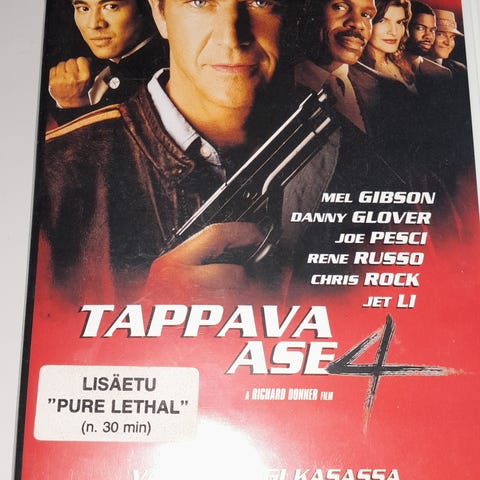 MEL GIBSON
DANNY GLOVER
JOE PESCI
RENE RUSSO
CHRIS ROCK
JET LI
TAPPAVA
ASE 4
A RICHARD DONNER FILM
LISÄETU
"PURE LETHAL"
(n. 30 min)
KASASSA